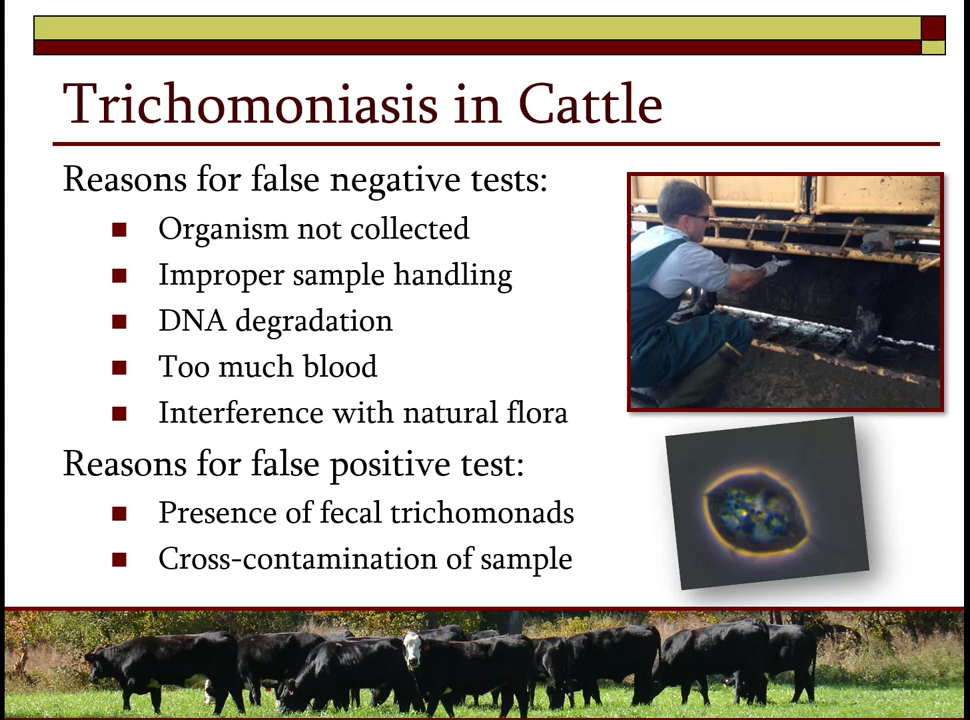 Trichomoniasis in Cattle
Reasons for false negative tests:
Organism not collected
Improper sample handling
DNA degradation
Too much blood
Interference with natural flora
Reasons for false positive test:
Presence of fecal trichomonads
Cross-contamination of sample